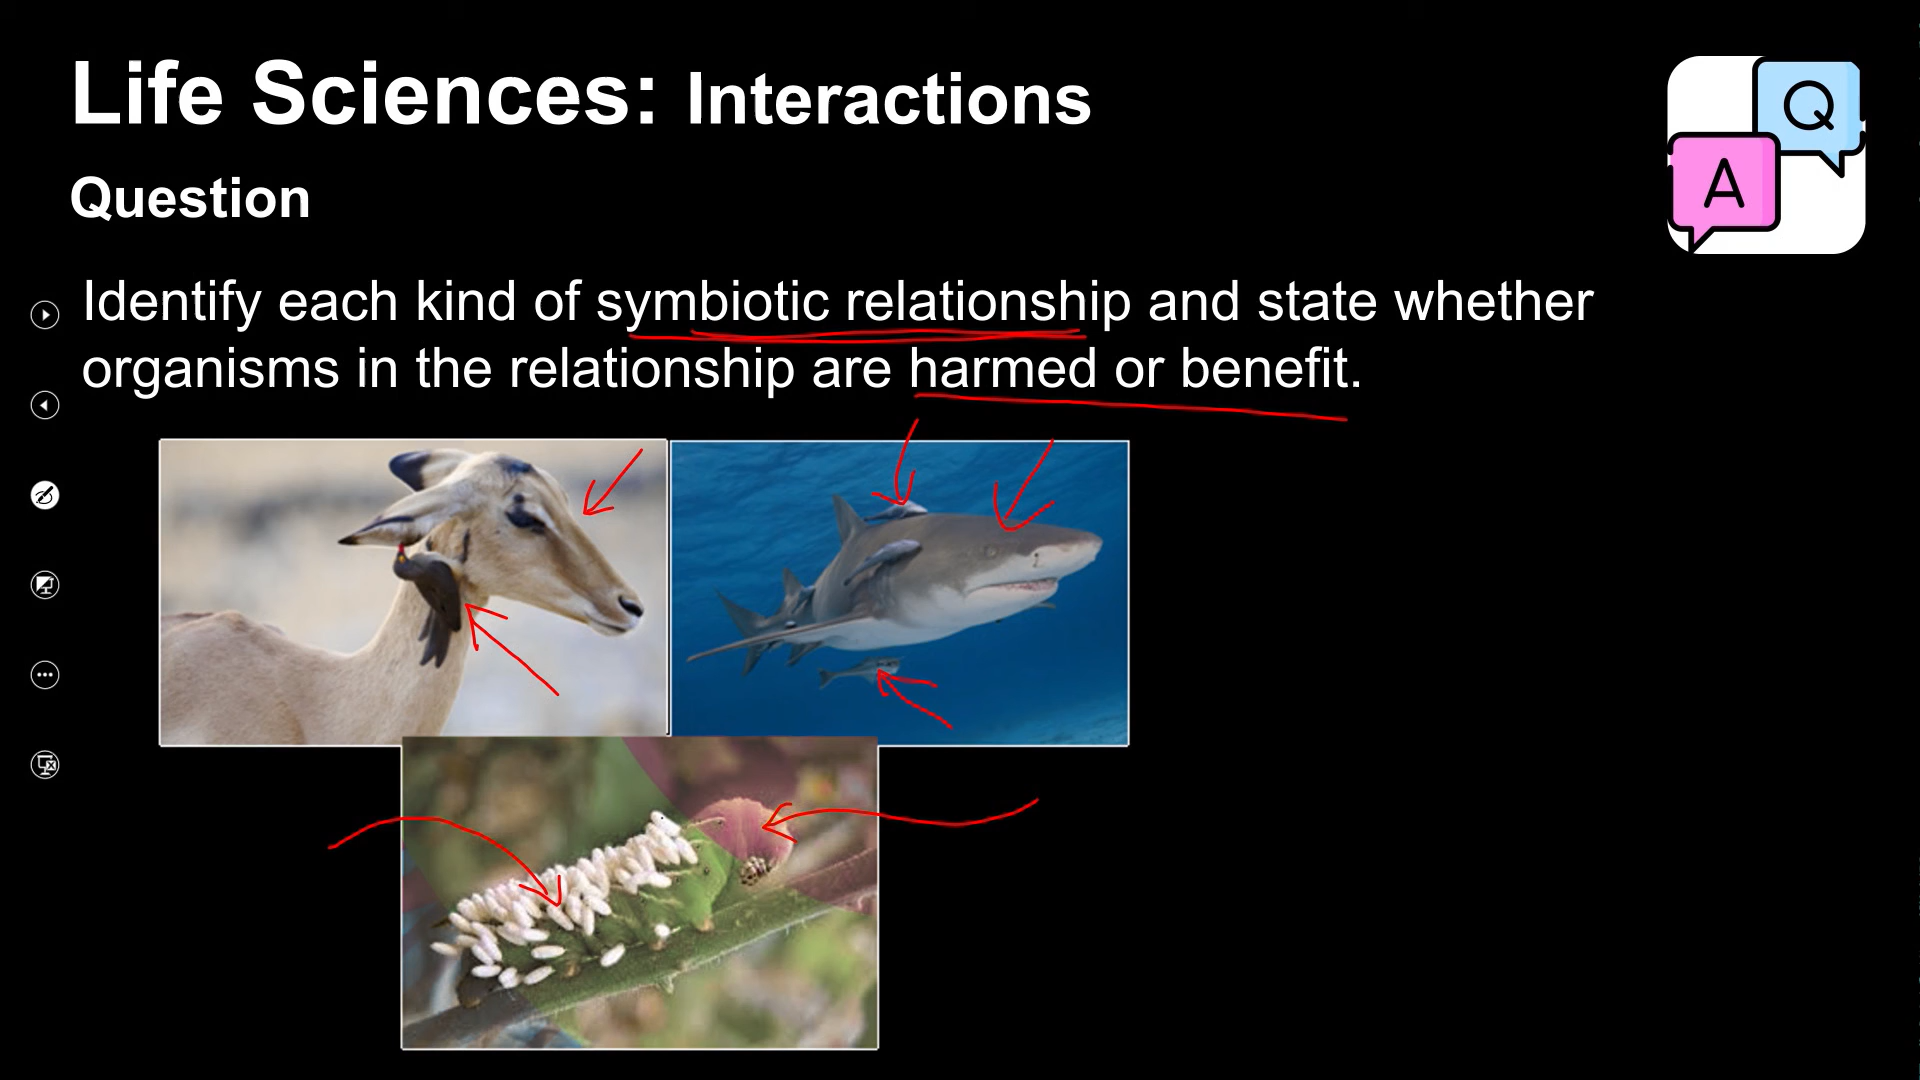 Life Sciences: Interactions
Q
A
Question
Identify each kind of symbiotic relationship and state whether
organisms in the relationship are harmed or benefit.